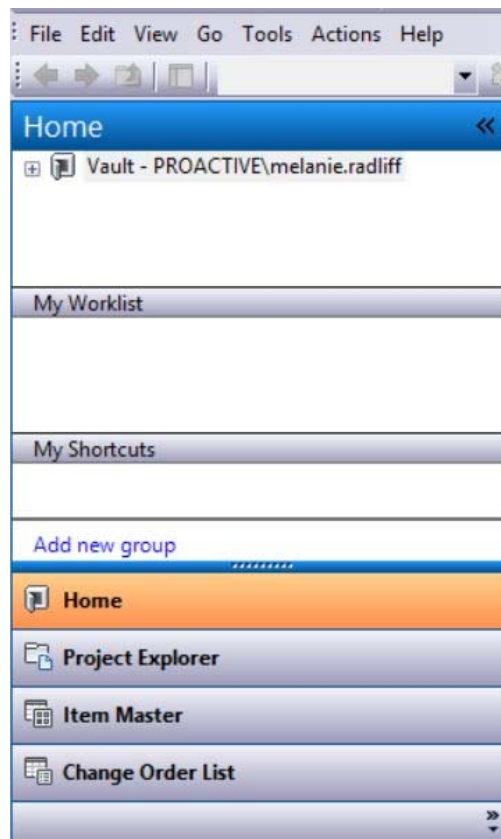 File Edit View Go Tools Actions Help
Home
Vault - PROACTIVE\melanie.radliff
My Worklist
My Shortcuts
Add new group
Home
Project Explorer
Item Master
Change Order List